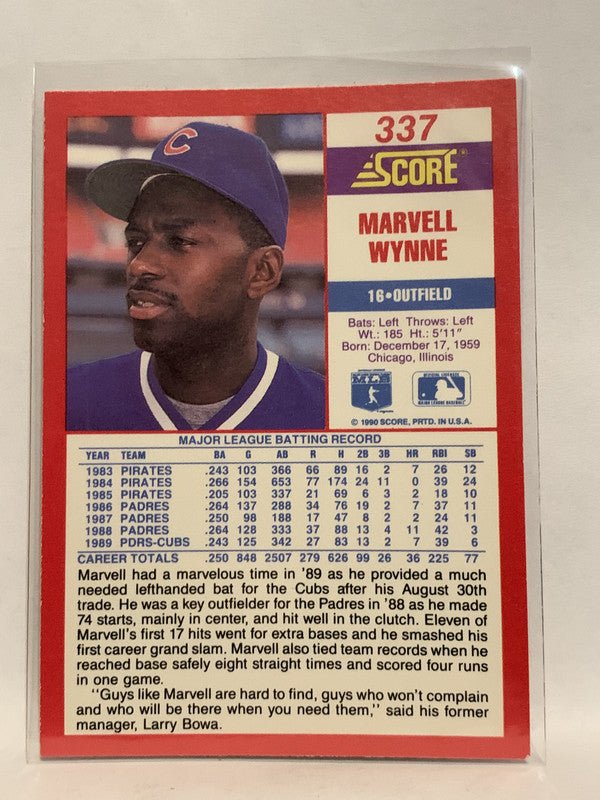 C
337
SCORE
MARVELL
WYNNE
16•OUTFIELD
Bats: Left Throws: Left
Wt.: 185 Ht.: 5'11"
Born: December 17, 1959
Chicago, Illinois
MLB
MAJOR LEAGUE BASEBALL
© 1990 SCORE, PRTD. IN U.S.A.
MAJOR LEAGUE BATTING RECORD
YEAR TEAM BA G AB R H 2B 3B HR RBI SB
1983 PIRATES .243 103 366 66 89 16 2 7 26 12
1984 PIRATES .266 154 653 77 174 24 11 0 39 24
1985 PIRATES .205 103 337 21 69 6 3 2 18 10
1986 PADRES .264 137 288 34 76 19 2 7 37 11
1987 PADRES .250 98 188 17 47 8 2 2 24 11
1988 PADRES .264 128 333 37 88 13 4 11 42 3
1989 PDRS-CUBS .243 125 342 27 83 13 2 7 39 6
CAREER TOTALS .250 848 2507 279 626 99 26 36 225 77
Marvell had a marvelous time in '89 as he provided a much
needed lefthanded bat for the Cubs after his August 30th
trade. He was a key outfielder for the Padres in '88 as he made
74 starts, mainly in center, and hit well in the clutch. Eleven of
Marvell's first 17 hits went for extra bases and he smashed his
first career grand slam. Marvell also tied team records when he
reached base safely eight straight times and scored four runs
in one game.
"Guys like Marvell are hard to find, guys who won't complain
and who will be there when you need them," said his former
manager, Larry Bowa.